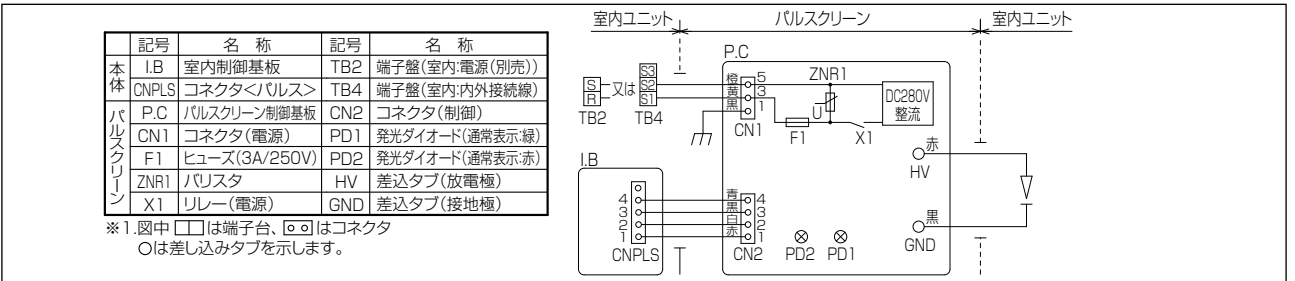 記号 名 称 記号 名 称
本体 I.B 室内制御基板 TB2 端子盤(室内:電源(別売))
CNPLS コネクタ<パルス> TB4 端子盤(室内:内外接続線)
パルスクリーン P.C パルスクリーン制御基板 CN2 コネクタ(制御)
CN1 コネクタ(電源) PD1 発光ダイオード(通常表示:緑)
F1 ヒューズ(3A/250V) PD2 発光ダイオード(通常表示:赤)
ZNR1 バリスタ HV 差込タブ(放電極)
X1 リレー(電源) GND 差込タブ(接地極)
※1.図中 は端子台、 はコネクタ
○は差し込みタブを示します。
室内ユニット パルスクリーン 室内ユニット
P.C
S R 又は S3 S2 S1
TB2 TB4
橙 5
黄 3
黒 1
CN1
ZNR1
U
F1 X1
DC280V
整流
赤
HV
黒
GND
I.B
4
3
2
1
CNPLS
青 4
黒 3
白 2
赤 1
CN2 PD2 PD1